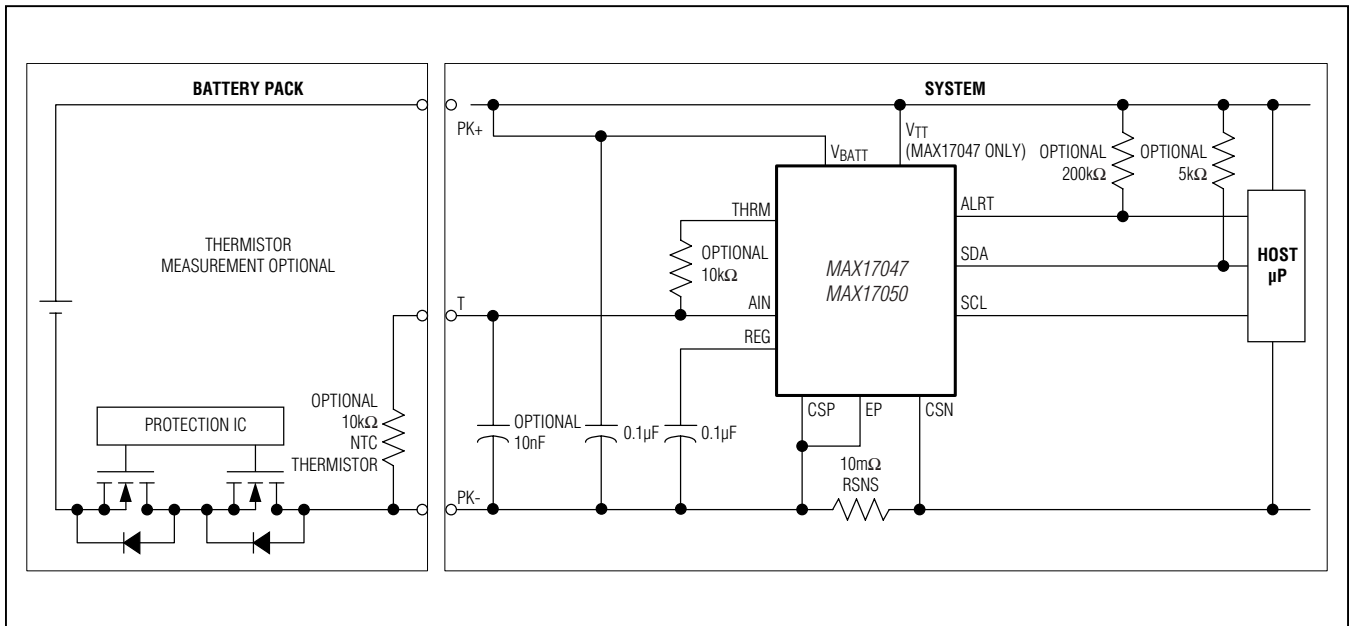 BATTERY PACK
THERMISTOR
MEASUREMENT OPTIONAL
PROTECTION IC
OPTIONAL
10kΩ
NTC
THERMISTOR
SYSTEM
PK+
T
PK-
VBATT
VTT
(MAX17047 ONLY)
THRM
OPTIONAL
10kΩ
AIN
REG
MAX17047
MAX17050
ALRT
SDA
SCL
CSP
EP
CSN
OPTIONAL
10nF
0.1µF
0.1µF
10mΩ
RSNS
OPTIONAL
200kΩ
OPTIONAL
5kΩ
HOST
µP